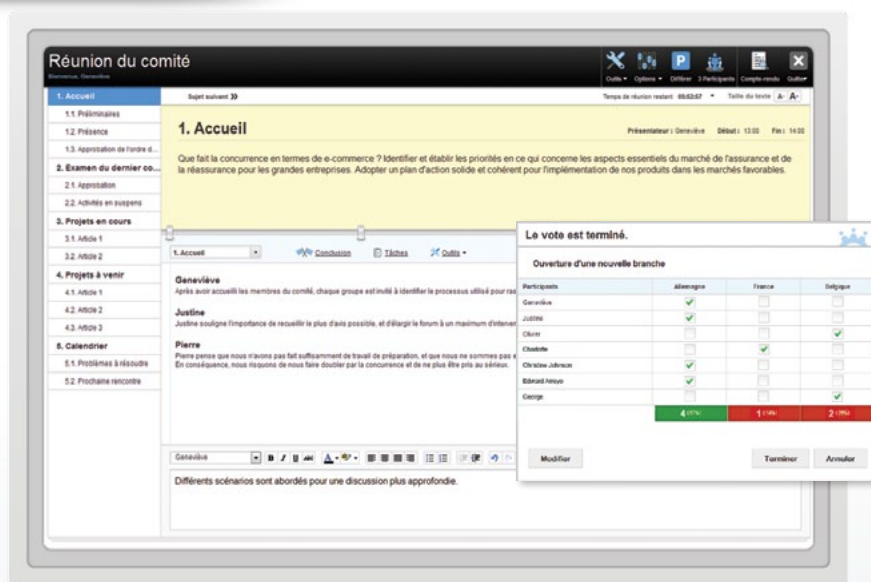 Réunion du comité
Bienvenue, Geneviève
Outils
Options
Différer
3 Participants
Compte-rendu
Quitter
1. Accueil
1.1. Préliminaires
1.2. Présence
1.3. Approbation de l'ordre d...
2. Examen du dernier co...
2.1. Approbation
2.2. Activités en suspens
3. Projets en cours
3.1. Article 1
3.2. Article 2
4. Projets à venir
4.1. Article 1
4.2. Article 2
4.3. Article 3
5. Calendrier
5.1. Problèmes à résoudre
5.2. Prochaine rencontre
Sujet suivant
Temps de réunion restant 00:52:57
Taille du texte A- A+
1. Accueil
Présentateur : Geneviève Début : 13:00 Fin : 14:00
Que fait la concurrence en termes de e-commerce ? Identifier et établir les priorités en ce qui concerne les aspects essentiels du marché de l'assurance et de
la réassurance pour les grandes entreprises. Adopter un plan d'action solide et cohérent pour l'implémentation de nos produits dans les marchés favorables.
1. Accueil Conclusion Tâches Outils
Geneviève
Après avoir accueilli les membres du comité, chaque groupe est invité à identifier le processus utilisé pour
Justine
Justine souligne l'importance de recueillir le plus d'avis possible, et d'élargir le forum à un maximum
Pierre
Pierre pense que nous n'avons pas fait suffisamment de travail de préparation, et que nous ne sommes pas
En conséquence, nous risquons de nous faire doubler par la concurrence et de ne plus être pris au sérieux.
Geneviève B I U ABC A
Différents scénarios sont abordés pour une discussion plus approfondie.
Le vote est terminé.
Ouverture d'une nouvelle branche
Participants Allemagne France Belgique
Geneviève
Justine
Olivier
Charlotte
Christine Johnson
Edward Arroyo
George
4 (57%) 1 (14%) 2 (29%)
Modifier Terminer Annuler